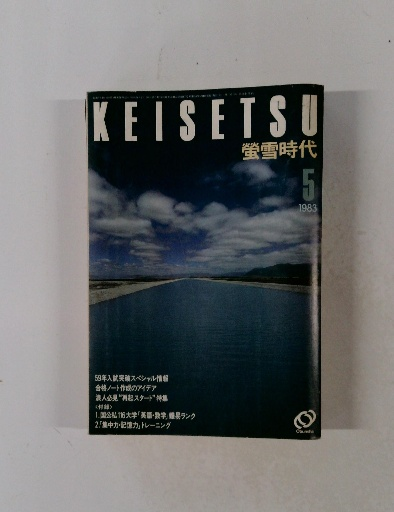 KEISETSU
螢雪時代
5
1983
59年入試突破スペシャル情報
合格ノート作成のアイデア
浪人必見"再起スタート"特集
〈付録〉
1.国公私116大学「英語・数学」難易ランク
2.「集中力・記憶力」トレーニング
Obunsha